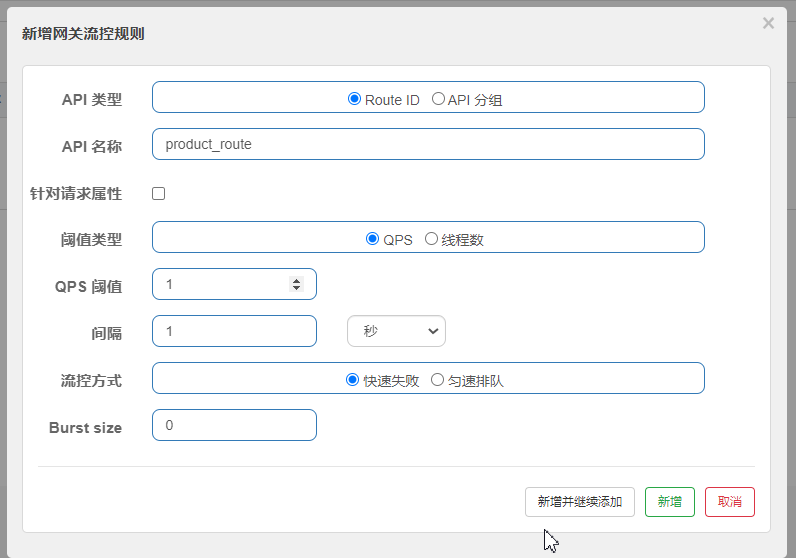 新增网关流控规则
×
API 类型 Route ID API 分组
API 名称 product_route
针对请求属性
阈值类型 QPS 线程数
QPS 阈值 1
间隔 1 秒
流控方式 快速失败 匀速排队
Burst size 0
新增并继续添加 新增 取消